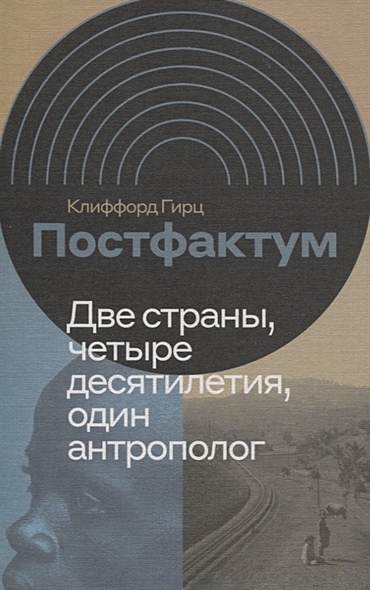 Клиффорд Гирц
Постфактум
Две страны,
четыре
десятилетия,
один
антрополог